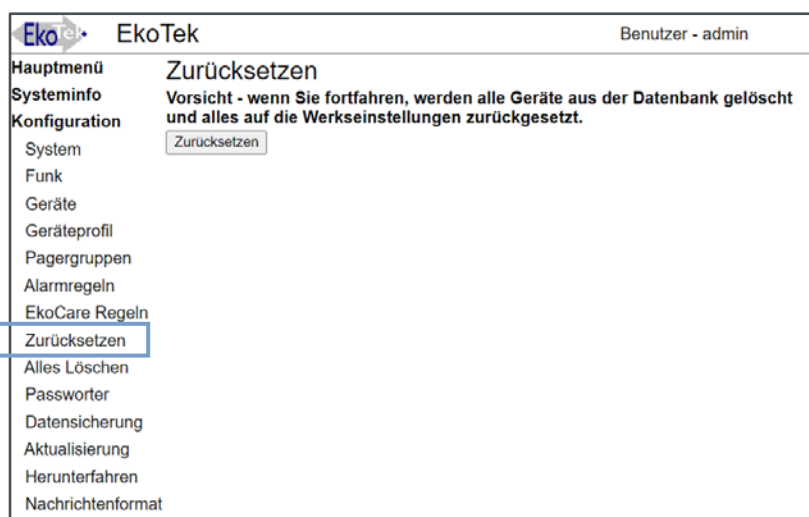 EkoTek EkoTek Benutzer - admin
Hauptmenü
Systeminfo
Konfiguration
System
Funk
Geräte
Geräteprofil
Pagergruppen
Alarmregeln
EkoCare Regeln
Zurücksetzen
Alles Löschen
Passworter
Datensicherung
Aktualisierung
Herunterfahren
Nachrichtenformat
Zurücksetzen
Vorsicht - wenn Sie fortfahren, werden alle Geräte aus der Datenbank gelöscht
und alles auf die Werkseinstellungen zurückgesetzt.
Zurücksetzen